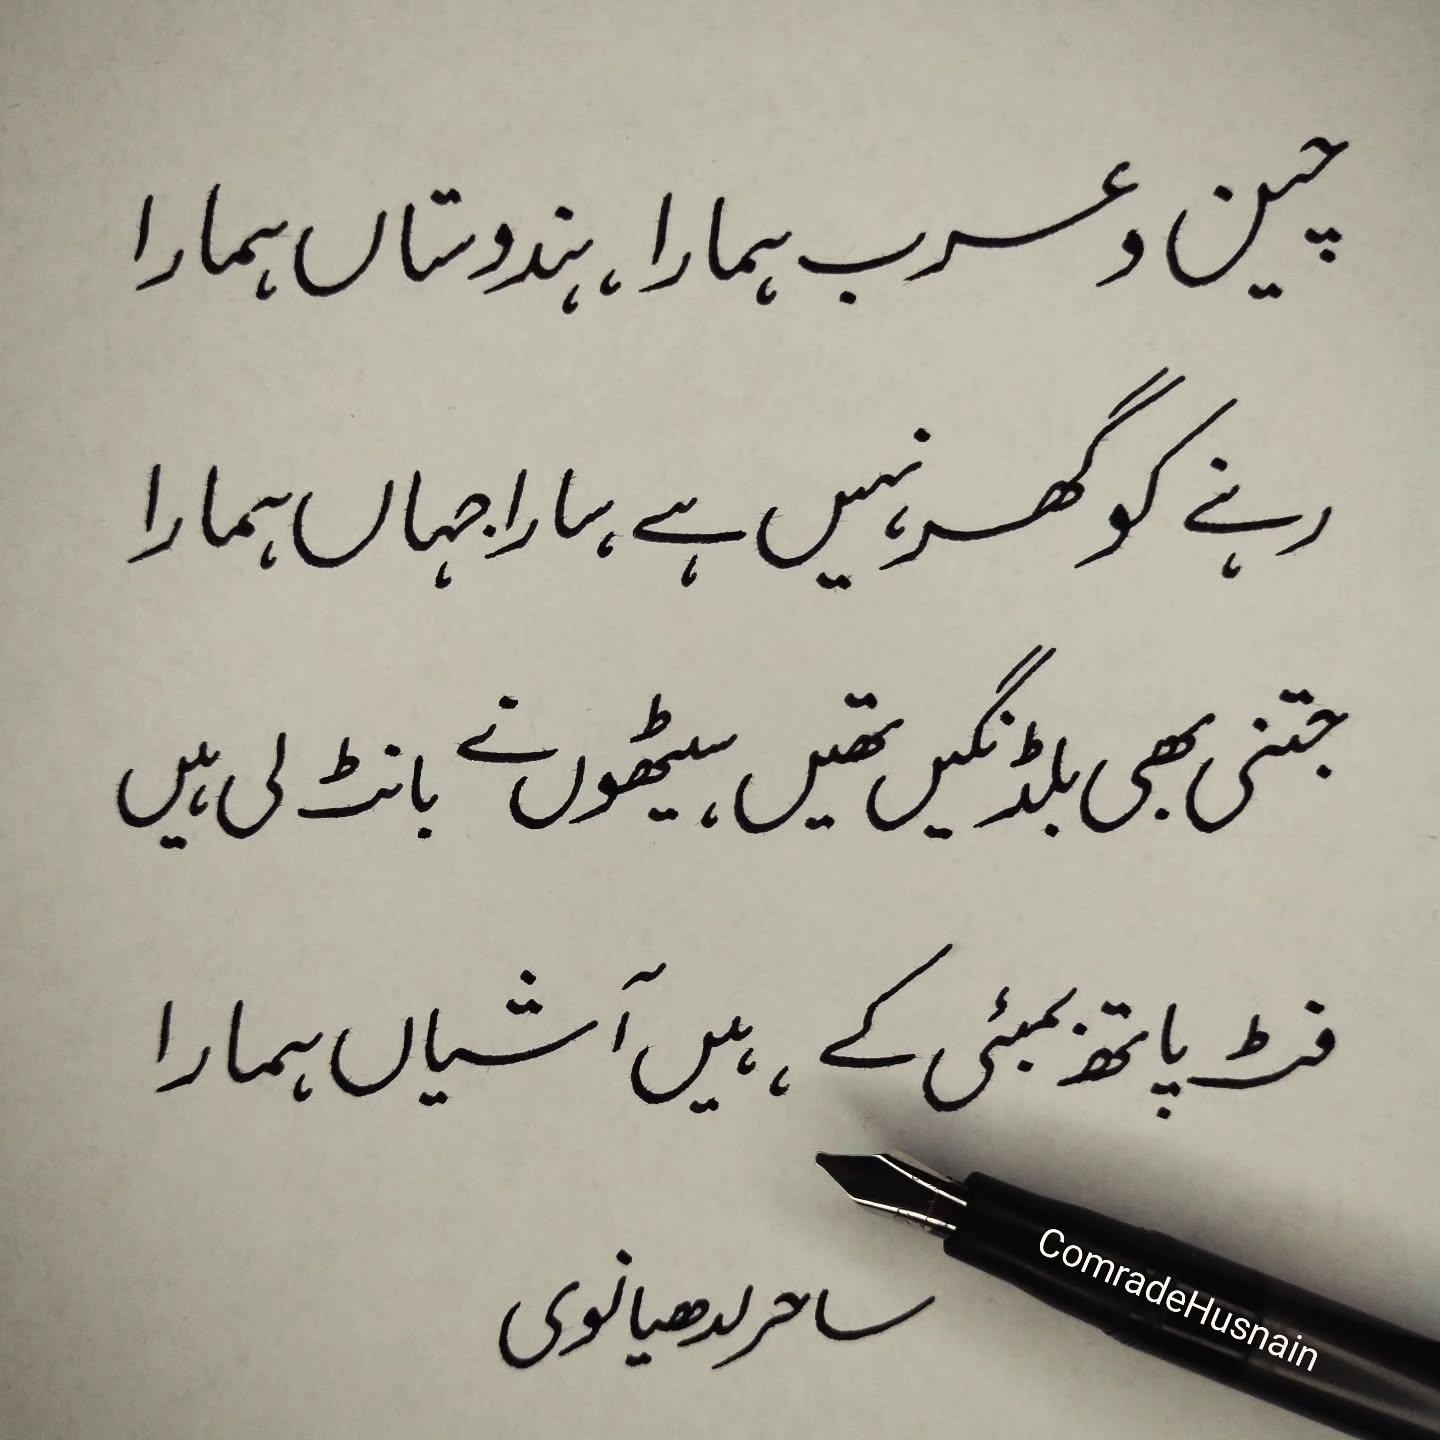 چین و عرب ہمارا، ہندوستاں ہمارا
رہنے کو گھر نہیں ہے ہمارا جہاں ہمارا
جتنی بھی بلڈنگیں تھیں، سیٹھوں نے بانٹ لی ہیں
فٹ پاتھ بمبئی کے، ہیں آشیاں ہمارا
ساحر لدھیانوی
ComradeHusnain